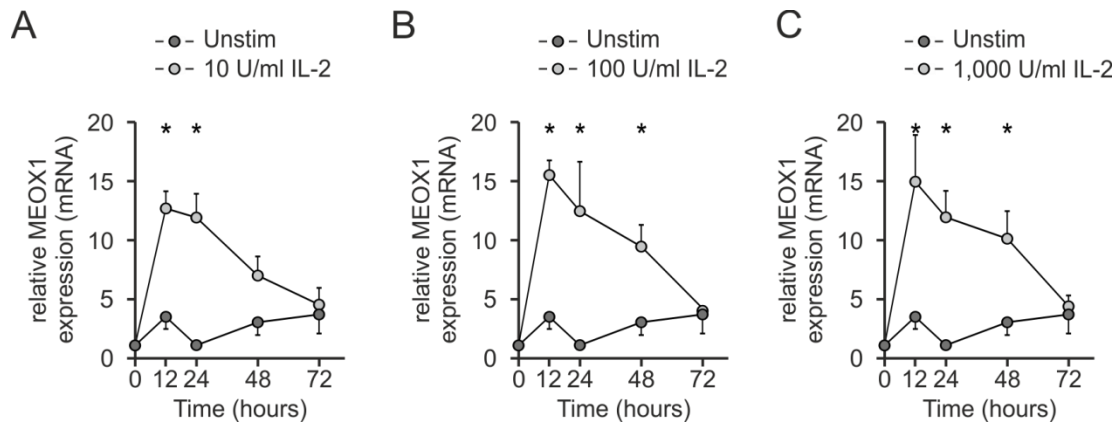 A
Unstim
10 U/ml IL-2
relative MEOX1
expression (mRNA)
20
15
10
5
0
* *
0 12 24 48 72
Time (hours)
B
Unstim
100 U/ml IL-2
relative MEOX1
expression (mRNA)
20
15
10
5
0
* * *
0 12 24 48 72
Time (hours)
C
Unstim
1,000 U/ml IL-2
relative MEOX1
expression (mRNA)
20
15
10
5
0
* * *
0 12 24 48 72
Time (hours)